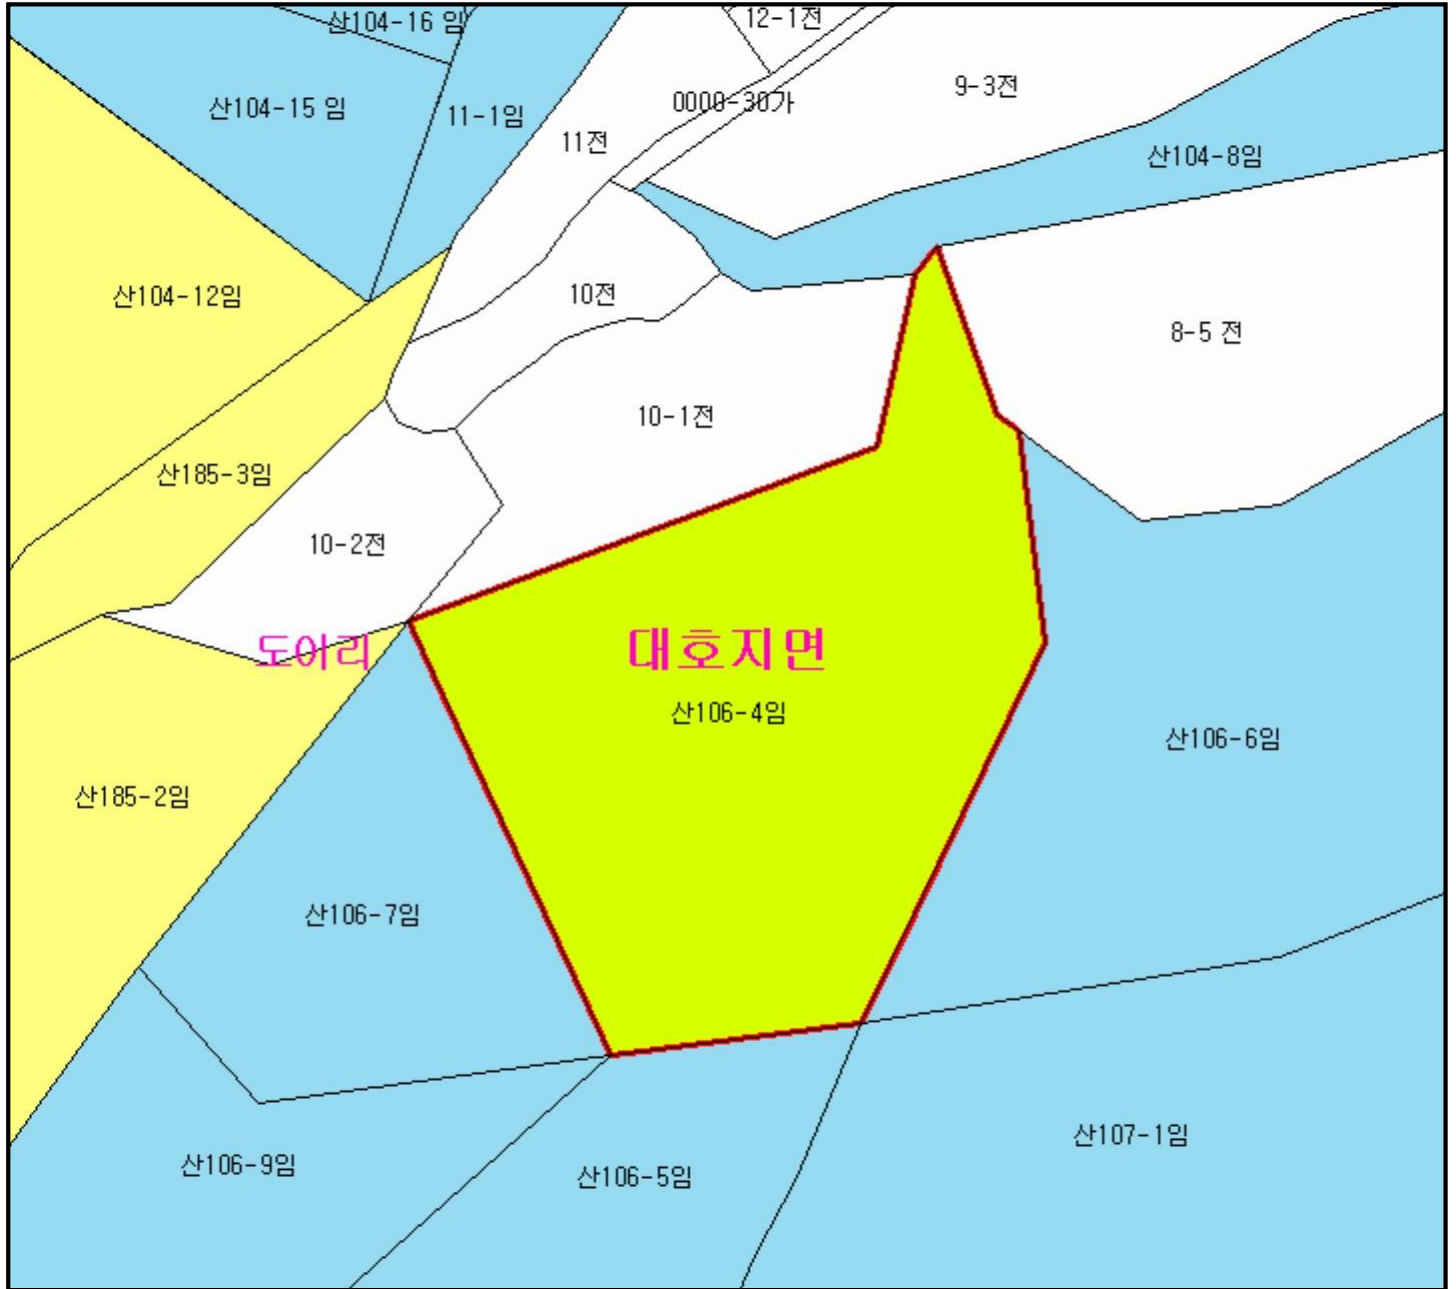 산104-16 임
12-1전
산104-15 임
11-1임
0000-30가
9-3전
11전
산104-8임
산104-12임
10전
8-5 전
10-1전
산185-3임
10-2전
도이리
대호지면
산106-4임
산106-6임
산185-2임
산106-7임
산107-1임
산106-9임
산106-5임